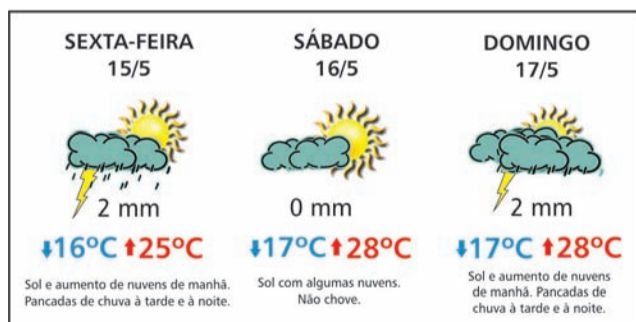 SEXTA-FEIRA
15/5
2 mm
16ºC 25ºC
Sol e aumento de nuvens de manhã.
Pancadas de chuva à tarde e à noite.
SÁBADO
16/5
0 mm
17ºC 28ºC
Sol com algumas nuvens.
Não chove.
DOMINGO
17/5
2 mm
17ºC 28ºC
Sol e aumento de nuvens
de manhã. Pancadas de
chuva à tarde e à noite.